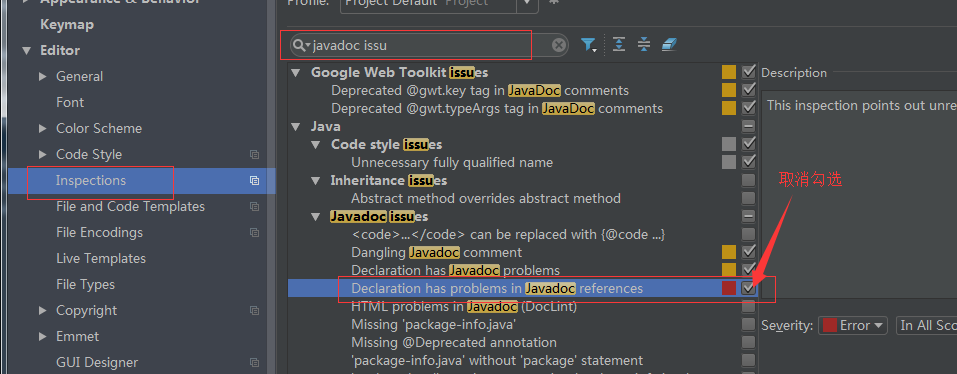 Appearance & Behavior
Profile: Project Default Project
Keymap
Editor
General
Font
Color Scheme
Code Style
Inspections
File and Code Templates
File Encodings
Live Templates
File Types
Copyright
Emmet
GUI Designer
javadoc issu
Google Web Toolkit issues
Deprecated @gwt.key tag in JavaDoc comments
Deprecated @gwt.typeArgs tag in JavaDoc comments
Java
Code style issues
Unnecessary fully qualified name
Inheritance issues
Abstract method overrides abstract method
Javadoc issues
<code>...</code> can be replaced with {@code ...}
Dangling Javadoc comment
Declaration has Javadoc problems
Declaration has problems in Javadoc references
HTML problems in Javadoc (DocLint)
Missing 'package-info.java'
Missing @Deprecated annotation
'package-info.java' without 'package' statement
Description
This inspection points out unre
取消勾选
Severity: Error In All Sco